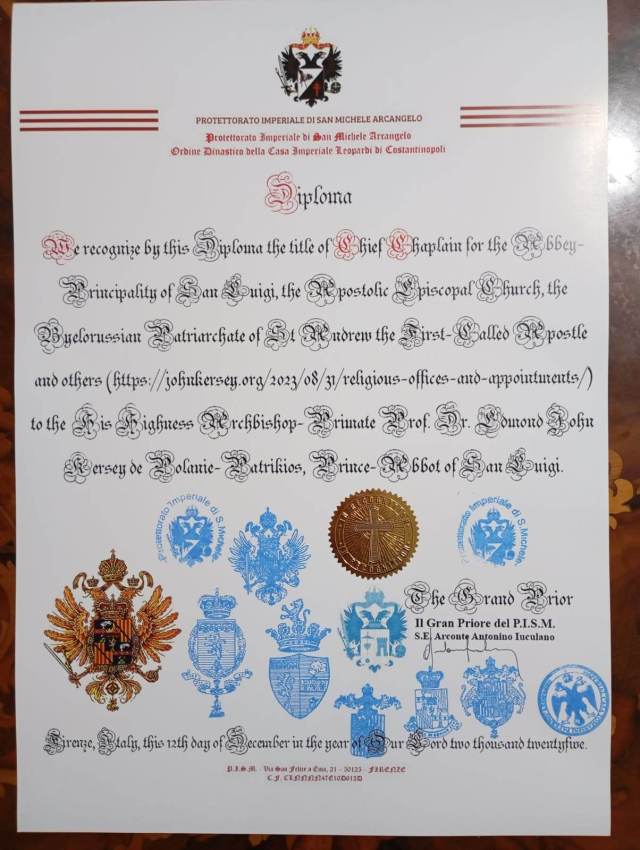 PROTETTORATO IMPERIALE DI SAN MICHELE ARCANGELO
Protettorato Imperiale di San Michele Arcangelo
Ordine Dinastico della Casa Imperiale Leopardi di Costantinopoli
Diploma
We recognize by this Diploma the title of Chief Chaplain for the Abbey-
Principality of San Luigi, the Apostolic Episcopal Church, the
Byelorussian Patriarchate of St Andrew the First-Called Apostle
and others (https://johnkersey.org/2023/08/31/religious-offices-and-appointments/)
to the His Highness Archbishop-Primate Prof. Dr. Edmond John
Kersey de Polanie-Patrikios, Prince-Abbot of San Luigi.
Protettorato Imperiale di S.Michele
Protettorato Imperiale di S.Michele
The Grand Prior
Il Gran Priore del P.I.S.M.
S.E. Arconte Antonino Iuculano
Firenze, Italy, this 12th day of December in the year of Our Lord two thousand twentyfive.
P.I.S.M. - Via San Felice a Ema, 21 - 50125 - FIRENZE